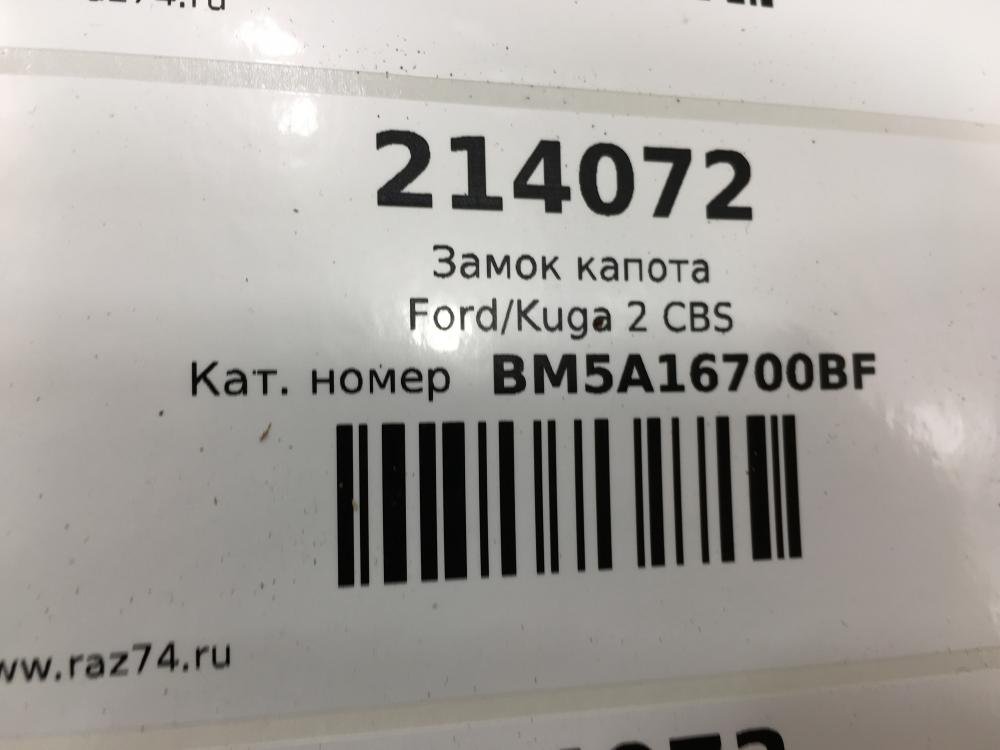 214072
Замок капота
Ford/Kuga 2 CBS
Кат. номер BM5A16700BF
www.raz74.ru